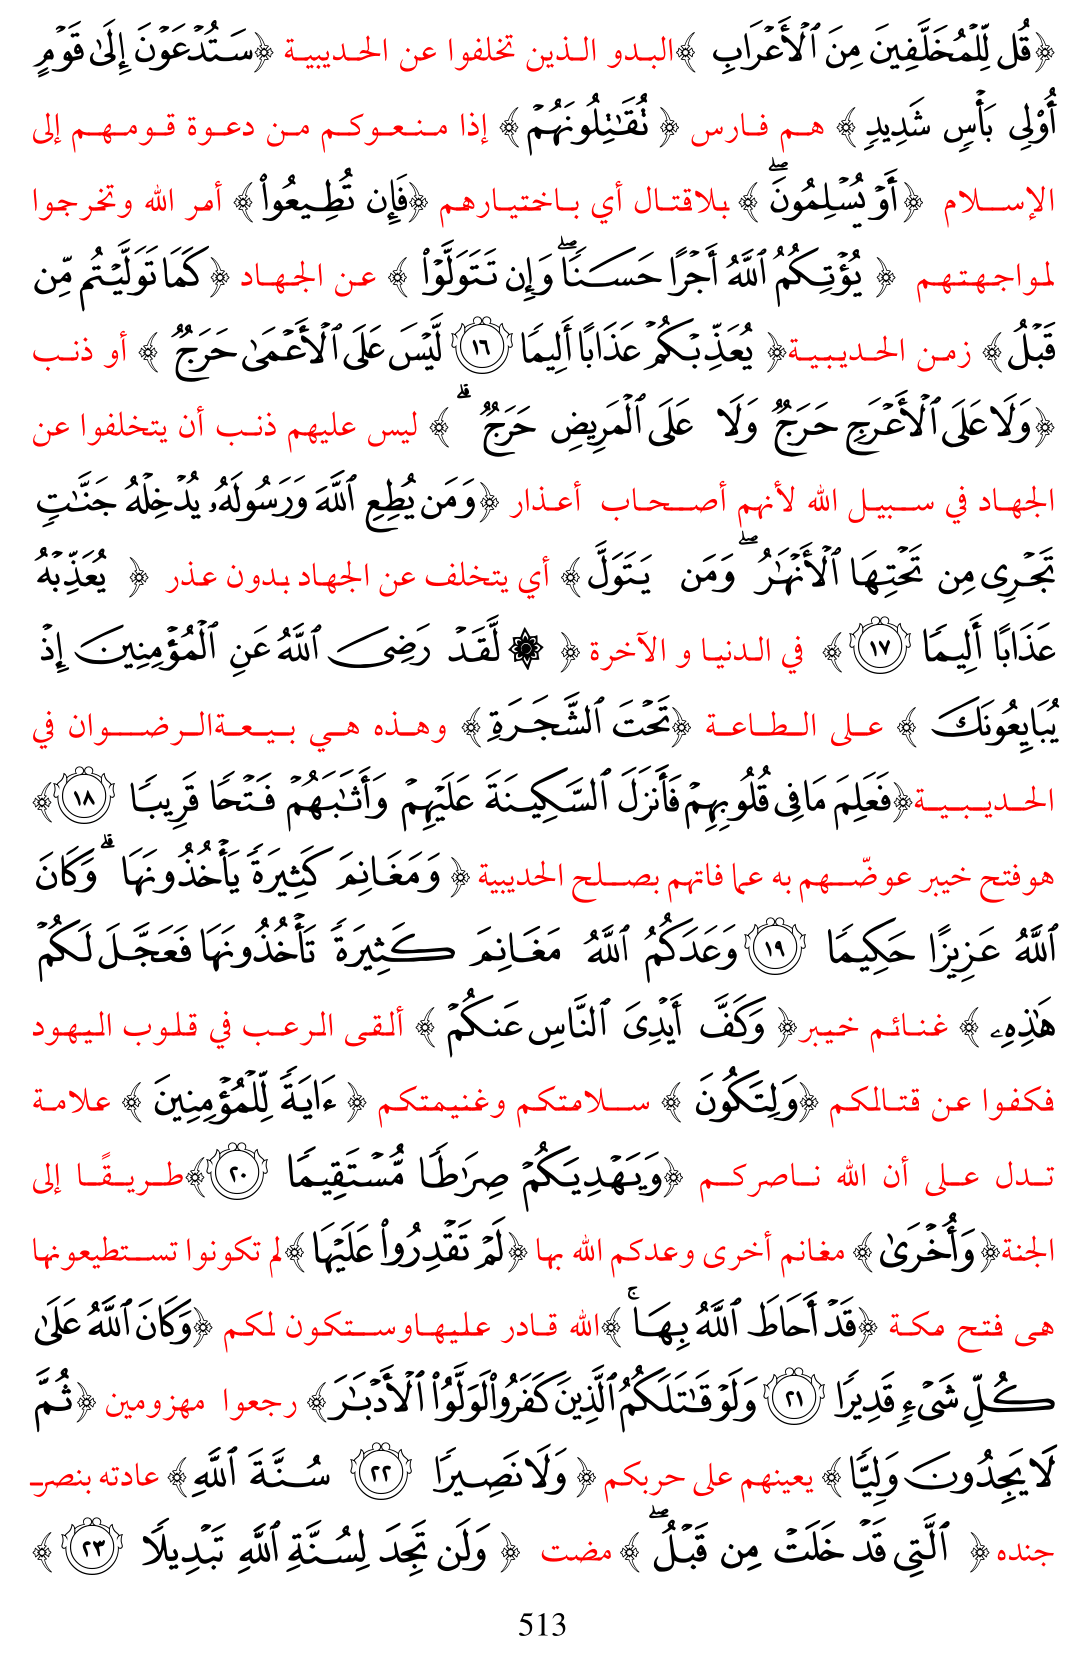 ﴿قُل لِّلْمُخَلَّفِينَ مِنَ ٱلْأَعْرَابِ ﴾البدو الذين تخلفوا عن الحديبية ﴿سَتُدْعَوْنَ إِلَىٰ قَوْمٍ
أُو۟لِى بَأْسٍ شَدِيدٍ ﴾ هم فارس ﴿ تُقَـٰتِلُونَهُمْ ﴾ إذا منعوكم من دعوة قومهم إلى
الإسلام ﴿أَوْ يُسْلِمُونَ ۖ ﴾ بلاقتال أي باختيارهم ﴿فَإِن تُطِيعُوا۟ ﴾ أمر الله وتخرجوا
لمواجهتهم ﴿ يُؤْتِكُمُ ٱللَّهُ أَجْرًا حَسَنًا ۖ وَإِن تَتَوَلَّوْا۟ ﴾ عن الجهاد ﴿كَمَا تَوَلَّيْتُم مِّن
قَبْلُ ﴾ زمن الحديبية﴿ يُعَذِّبْكُمْ عَذَابًا أَلِيمًا ١٦ لَّيْسَ عَلَى ٱلْأَعْمَىٰ حَرَجٌ ﴾ أو ذنب
﴿وَلَا عَلَى ٱلْأَعْرَجِ حَرَجٌ وَلَا عَلَى ٱلْمَرِيضِ حَرَجٌ ۗ ﴾ ليس عليهم ذنب أن يتخلفوا عن
الجهاد في سبيل الله لأنهم أصحاب أعذار ﴿وَمَن يُطِعِ ٱللَّهَ وَرَسُولَهُۥ يُدْخِلْهُ جَنَّـٰتٍ
تَجْرِى مِن تَحْتِهَا ٱلْأَنْهَـٰرُ ۖ وَمَن يَتَوَلَّ ﴾ أي يتخلف عن الجهاد بدون عذر ﴿ يُعَذِّبْهُ
عَذَابًا أَلِيمًا ١٧ ﴾ في الدنيا و الآخرة ﴿ ۞ لَّقَدْ رَضِىَ ٱللَّهُ عَنِ ٱلْمُؤْمِنِينَ إِذْ
يُبَايِعُونَكَ ﴾ على الطاعة ﴿تَحْتَ ٱلشَّجَرَةِ ﴾ وهذه هي بيعةالرضوان في
الحديبية﴿فَعَلِمَ مَا فِى قُلُوبِهِمْ فَأَنزَلَ ٱلسَّكِينَةَ عَلَيْهِمْ وَأَثَـٰبَهُمْ فَتْحًا قَرِيبًا ١٨ ﴾
هوفتح خيبر عوضّهم به عما فاتهم بصلح الحديبية ﴿ وَمَغَانِمَ كَثِيرَةً يَأْخُذُونَهَا ۗ وَكَانَ
ٱللَّهُ عَزِيزًا حَكِيمًا ١٩ وَعَدَكُمُ ٱللَّهُ مَغَانِمَ كَثِيرَةً تَأْخُذُونَهَا فَعَجَّلَ لَكُمْ
هَـٰذِهِۦ ﴾ غنائم خيبر﴿ وَكَفَّ أَيْدِىَ ٱلنَّاسِ عَنكُمْ ﴾ ألقى الرعب في قلوب اليهود
فكفوا عن قتالكم ﴿وَلِتَكُونَ ﴾ سلامتكم وغنيمتكم ﴿ ءَايَةً لِّلْمُؤْمِنِينَ ﴾ علامة
تدل على أن الله ناصركم ﴿وَيَهْدِيَكُمْ صِرَٰطًا مُّسْتَقِيمًا ٢٠ ﴾طريقًا إلى
الجنة﴿وَأُخْرَىٰ ﴾ مغانم أخرى وعدكم الله بها ﴿لَمْ تَقْدِرُوا۟ عَلَيْهَا ﴾لم تكونوا تستطيعونها
هى فتح مكة ﴿قَدْ أَحَاطَ ٱللَّهُ بِهَا ۚ ﴾الله قادر عليهاوستكون لكم ﴿وَكَانَ ٱللَّهُ عَلَىٰ
كُلِّ شَىْءٍ قَدِيرًا ٢١ وَلَوْ قَـٰتَلَكُمُ ٱلَّذِينَ كَفَرُوا۟ لَوَلَّوُا۟ ٱلْأَدْبَـٰرَ ﴾ رجعوا مهزومين ﴿ثُمَّ
لَا يَجِدُونَ وَلِيًّا ﴾ يعينهم على حربكم ﴿ وَلَا نَصِيرًا ٢٢ سُنَّةَ ٱللَّهِ ﴾ عادته بنصر
جنده ﴿ ٱلَّتِى قَدْ خَلَتْ مِن قَبْلُ ۖ ﴾ مضت ﴿ وَلَن تَجِدَ لِسُنَّةِ ٱللَّهِ تَبْدِيلًا ٢٣ ﴾
513